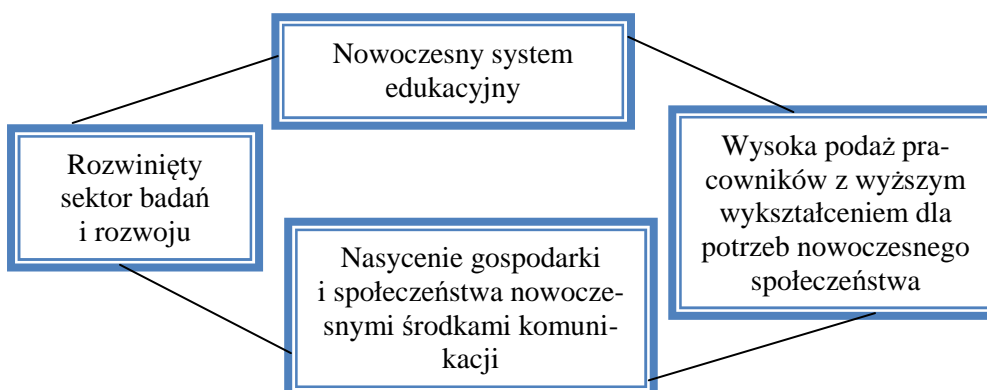 Nowoczesny system
edukacyjny
Rozwinięty
sektor badań
i rozwoju
Wysoka podaż pra-
cowników z wyższym
wykształceniem dla
potrzeb nowoczesnego
społeczeństwa
Nasycenie gospodarki
i społeczeństwa nowocze-
snymi środkami komuni-
kacji